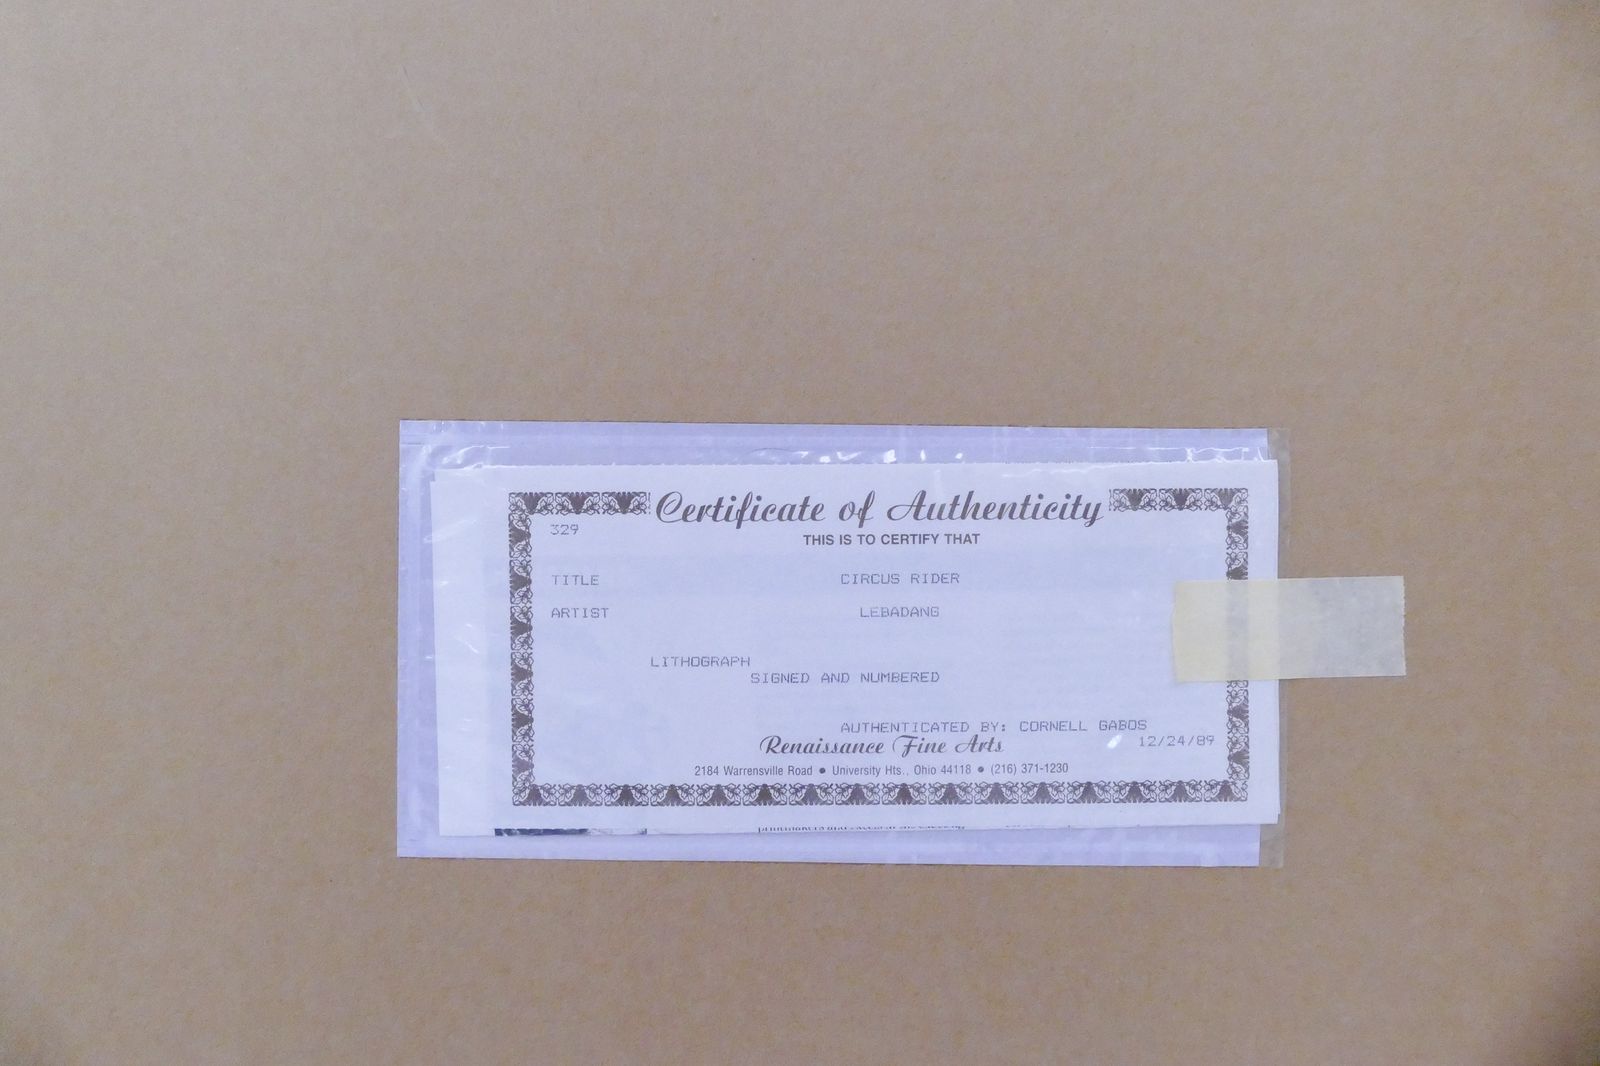 Certificate of Authenticity
329
THIS IS TO CERTIFY THAT
TITLE CIRCUS RIDER
ARTIST LEBADANG
LITHOGRAPH
SIGNED AND NUMBERED
AUTHENTICATED BY: CORNELL GABOS
Renaissance Fine Arts
12/24/89
2184 Warrensville Road • University Hts., Ohio 44118 • (216) 371-1230